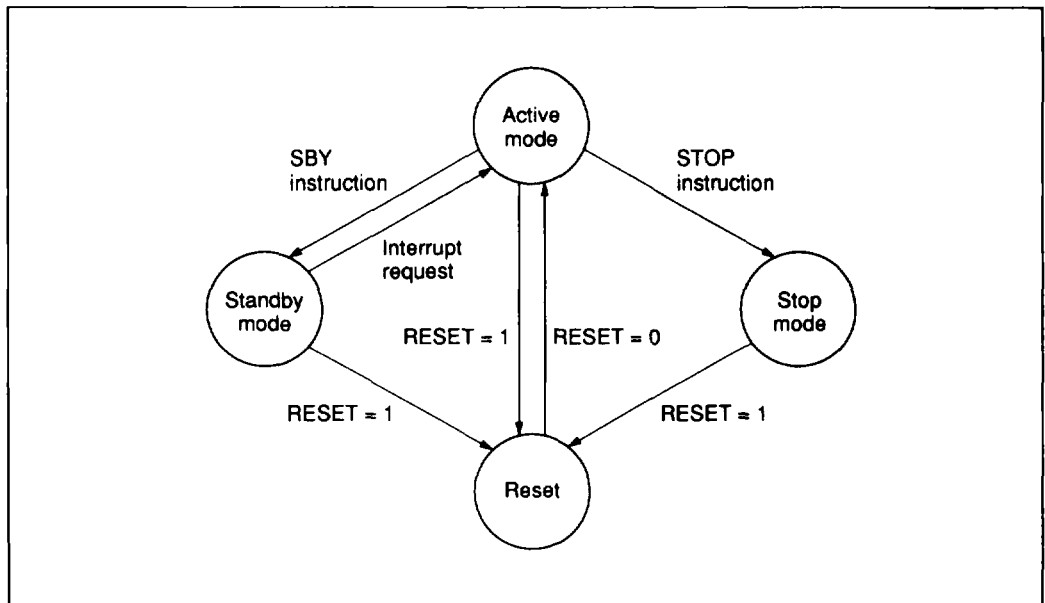 Active
mode
SBY
instruction
STOP
instruction
Interrupt
request
Standby
mode
Stop
mode
RESET = 1
RESET = 0
RESET = 1
RESET = 1
Reset